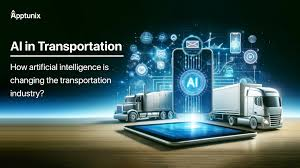 Apptunix
AI in Transportation
How artificial intelligence is
changing the transportation
industry?
AI